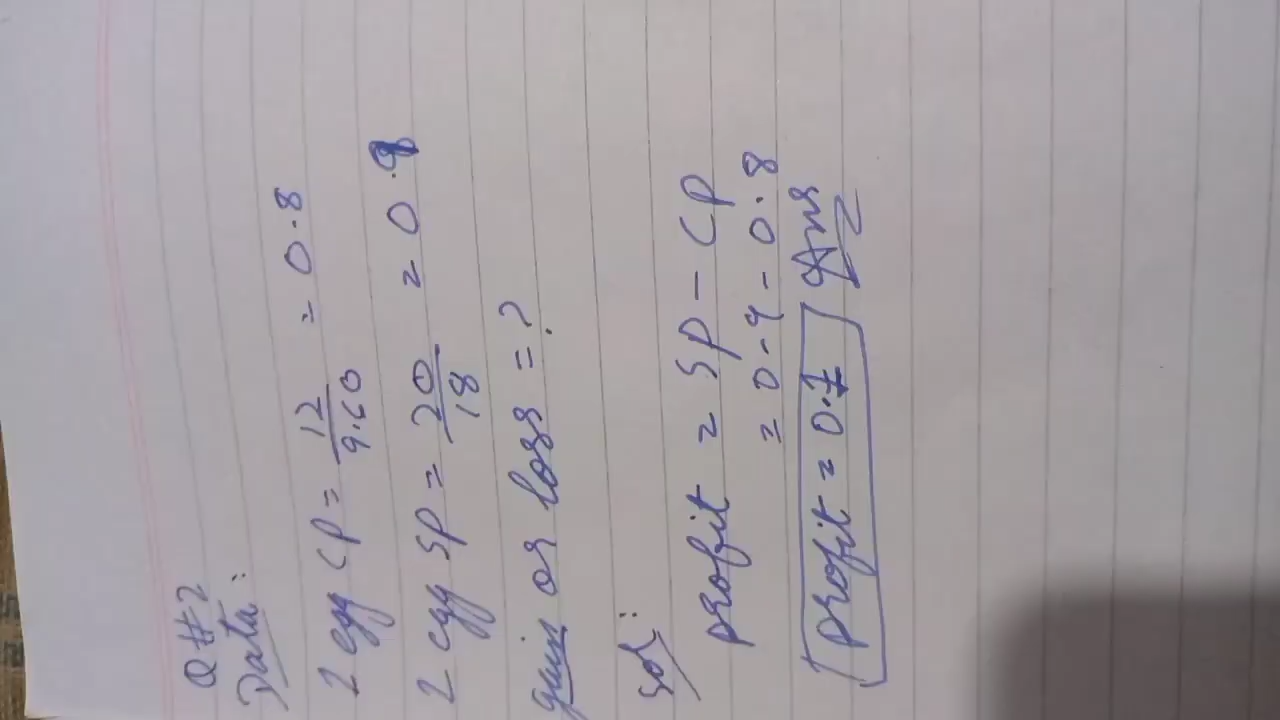 Q#2
Data:
1 egg CP = 12/9.60 = 0.8
1 egg SP = 20/18 = 0.9
gain or loss = ?
Sol:
profit = SP - CP
= 0.9 - 0.8
profit = 0.1 Ans